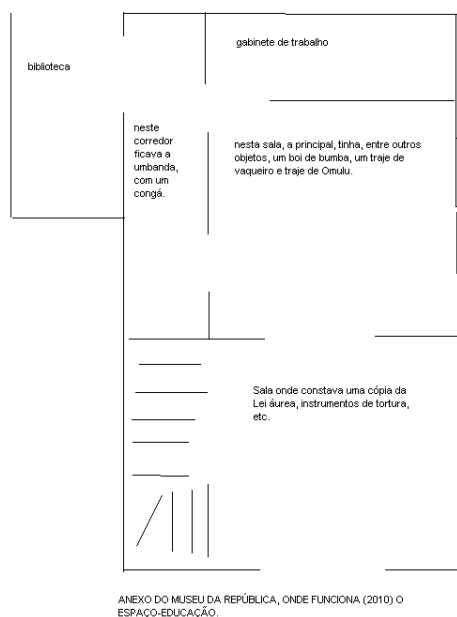 gabinete de trabalho
biblioteca
neste
corredor
ficava a
umbanda,
com um
congá.
nesta sala, a principal, tinha, entre outros
objetos, um boi de bumba, um traje de
vaqueiro e traje de Omulu.
Sala onde constava uma cópia da
Lei áurea, instrumentos de tortura,
etc.
ANEXO DO MUSEU DA REPÚBLICA, ONDE FUNCIONA (2010) O
ESPAÇO-EDUCAÇÃO.